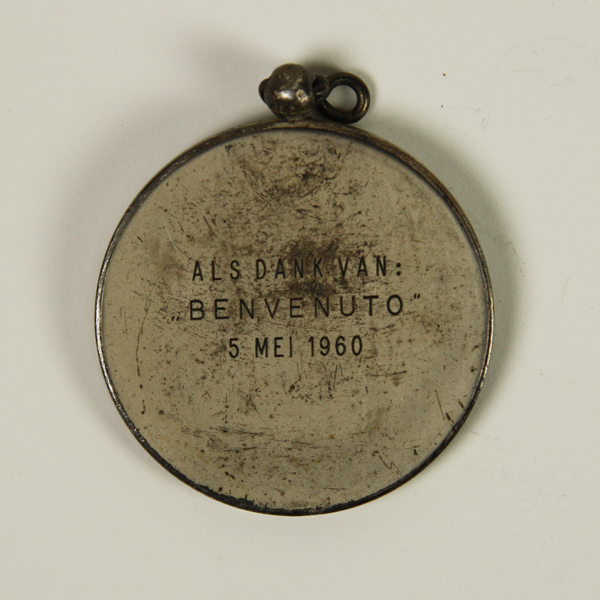 ALS DANK VAN:
„BENVENUTO"
5 MEI 1960